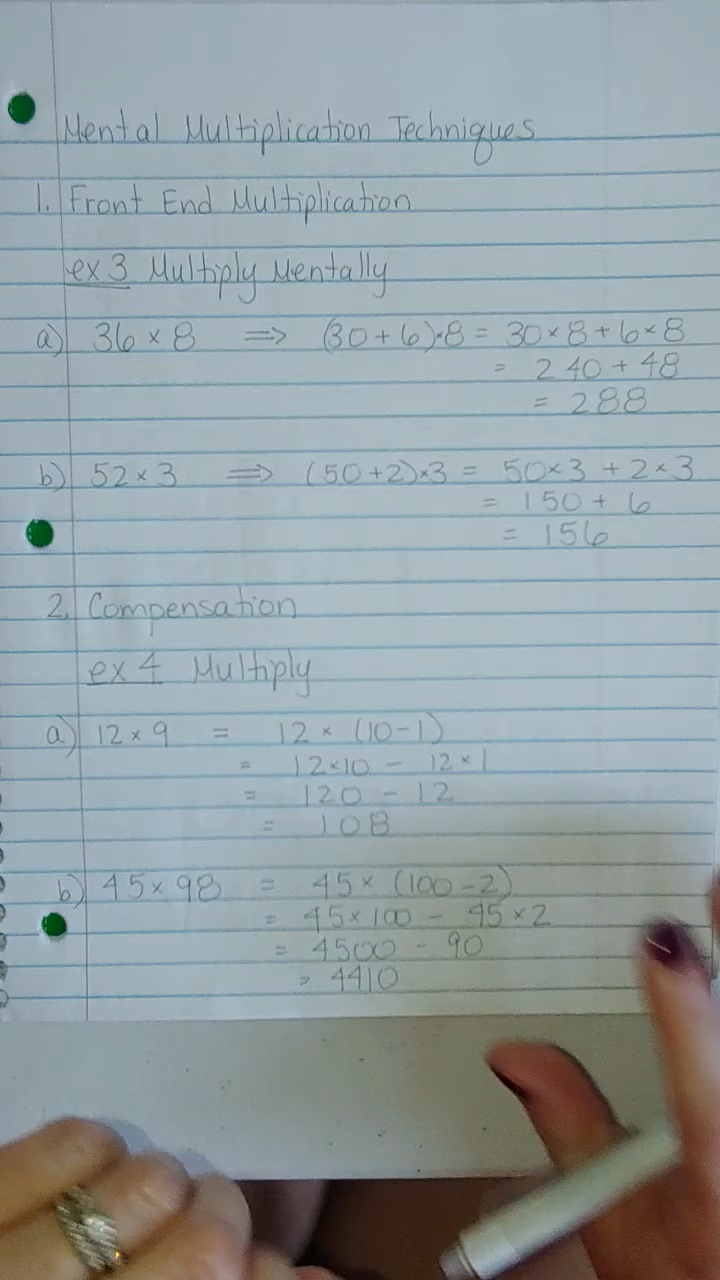 Mental Multiplication Techniques
1. Front End Multiplication
ex 3 Multiply Mentally
a) 36 × 8 ⟹ (30 + 6)×8 = 30 × 8 + 6 × 8
= 240 + 48
= 288
b) 52 × 3 ⟹ (50 + 2)×3 = 50×3 + 2×3
= 150 + 6
= 156
2. Compensation
ex 4 Multiply
a) 12 × 9 = 12 × (10 - 1)
= 12×10 - 12×1
= 120 - 12
= 108
b) 45 × 98 = 45 × (100 - 2)
= 45 × 100 - 45 × 2
= 4500 - 90
= 4410